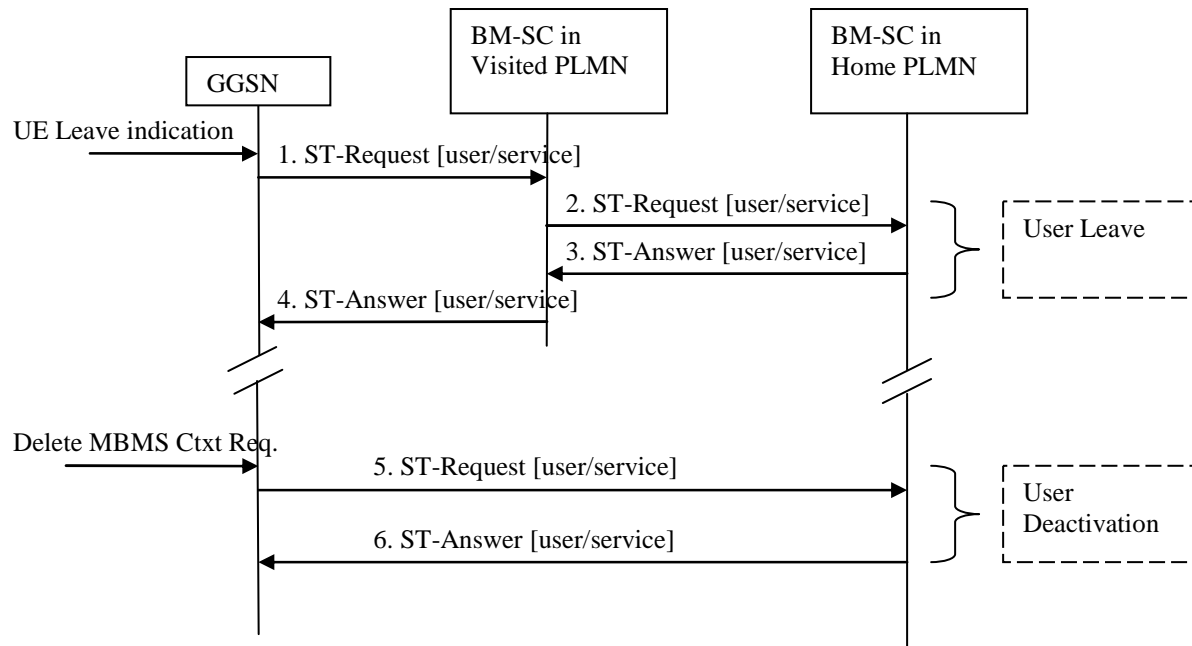 GGSN
BM-SC in
Visited PLMN
BM-SC in
Home PLMN
UE Leave indication
1. ST-Request [user/service]
2. ST-Request [user/service]
3. ST-Answer [user/service]
4. ST-Answer [user/service]
User Leave
Delete MBMS Ctxt Req.
5. ST-Request [user/service]
6. ST-Answer [user/service]
User
Deactivation